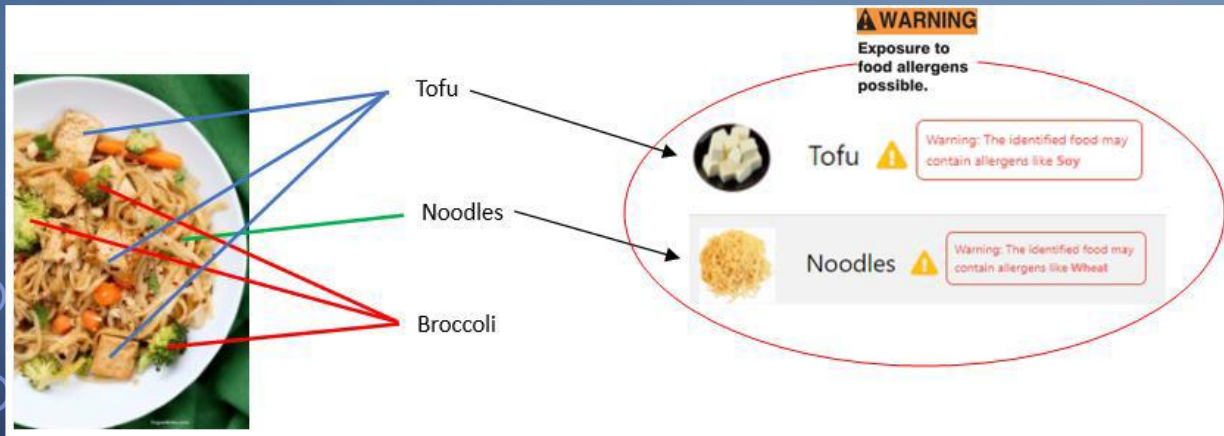 WARNING
Exposure to
food allergens
possible.
Tofu
Noodles
Broccoli
Tofu
Warning: The identified food may
contain allergens like Soy
Noodles
Warning: The identified food may
contain allergens like Wheat